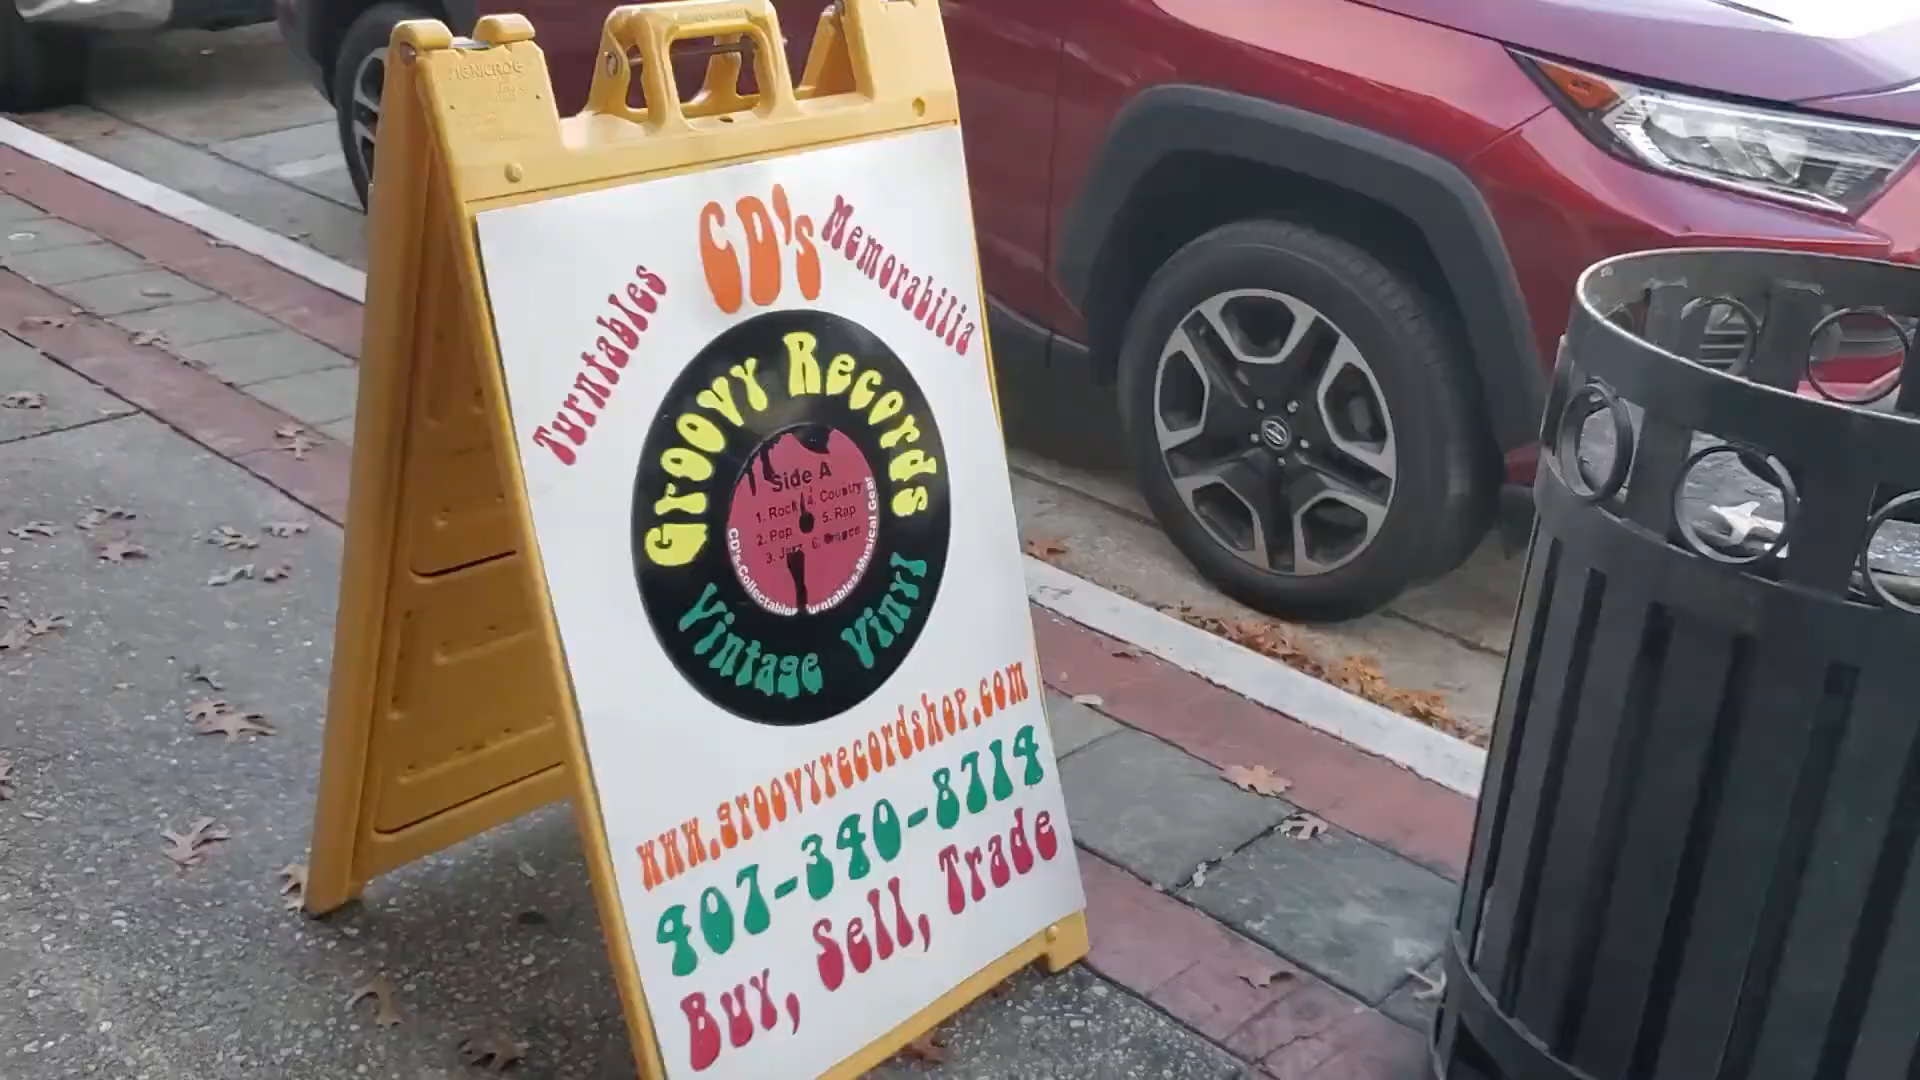 CD's
Turntables
Memorabilia
Groovy Records
Side A
1. Rock 4. Country
2. Pop 5. Rap
3. Jazz 6.
CD's-Collectables Turntables-Musical Gear
Vintage Vinyl
www.groovyrecordshop.com
407-340-8714
Buy, Sell, Trade